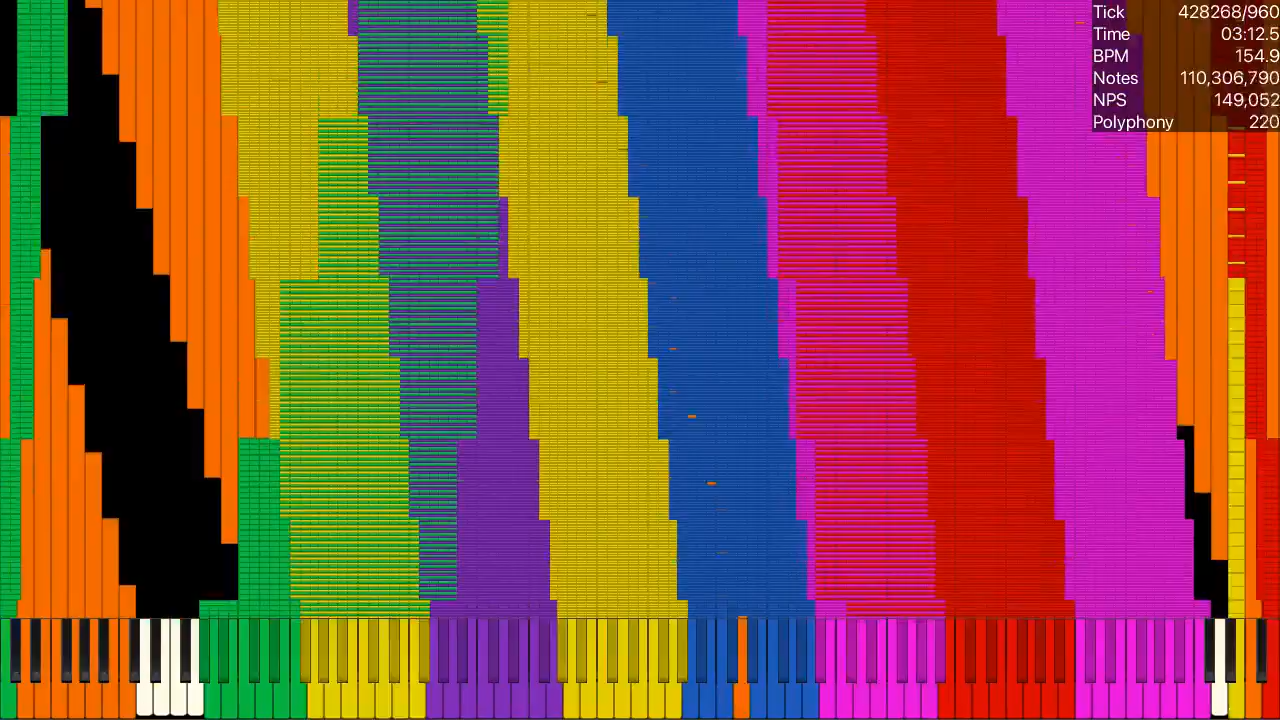 Tick 428268/960
Time 03:12.5
BPM 154.9
Notes 110,306,790
NPS 149,052
Polyphony 220